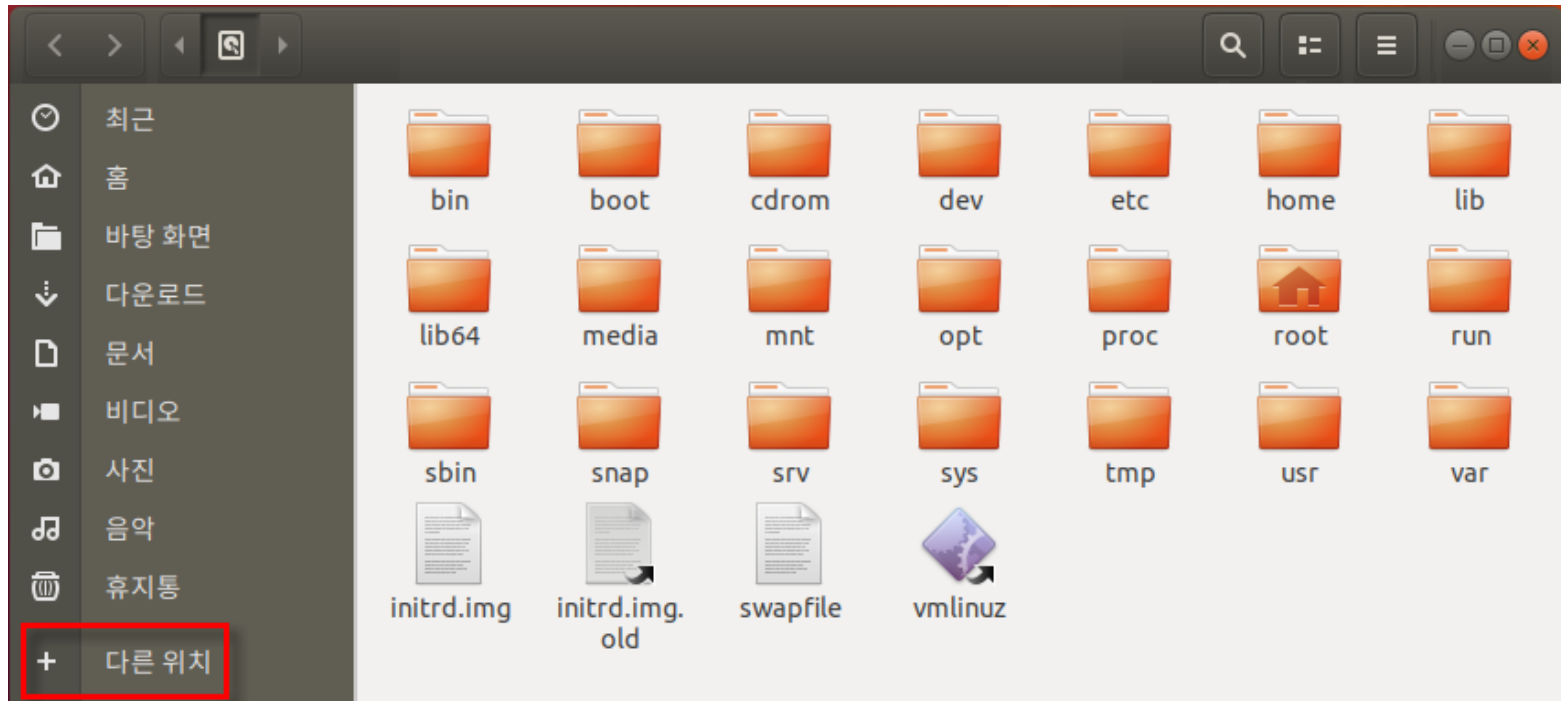 최근
홈
바탕 화면
다운로드
문서
비디오
사진
음악
휴지통
다른 위치
bin boot cdrom dev etc home lib
lib64 media mnt opt proc root run
sbin snap srv sys tmp usr var
initrd.img initrd.img. swapfile vmlinuz
old